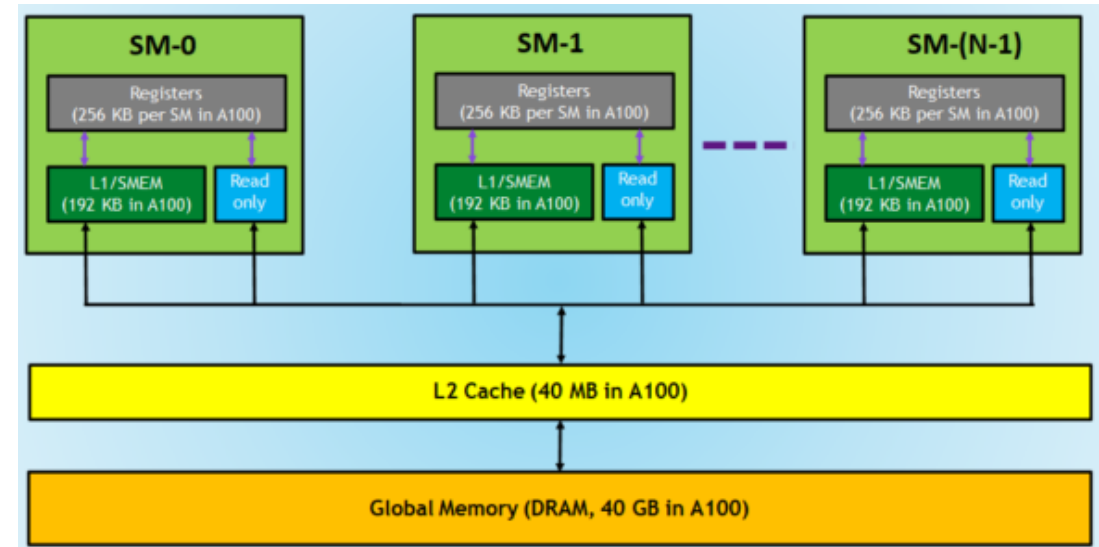 SM-0
Registers
(256 KB per SM in A100)
L1/SMEM
(192 KB in A100)
Read
only
SM-1
Registers
(256 KB per SM in A100)
L1/SMEM
(192 KB in A100)
Read
only
SM-(N-1)
Registers
(256 KB per SM in A100)
L1/SMEM
(192 KB in A100)
Read
only
L2 Cache (40 MB in A100)
Global Memory (DRAM, 40 GB in A100)